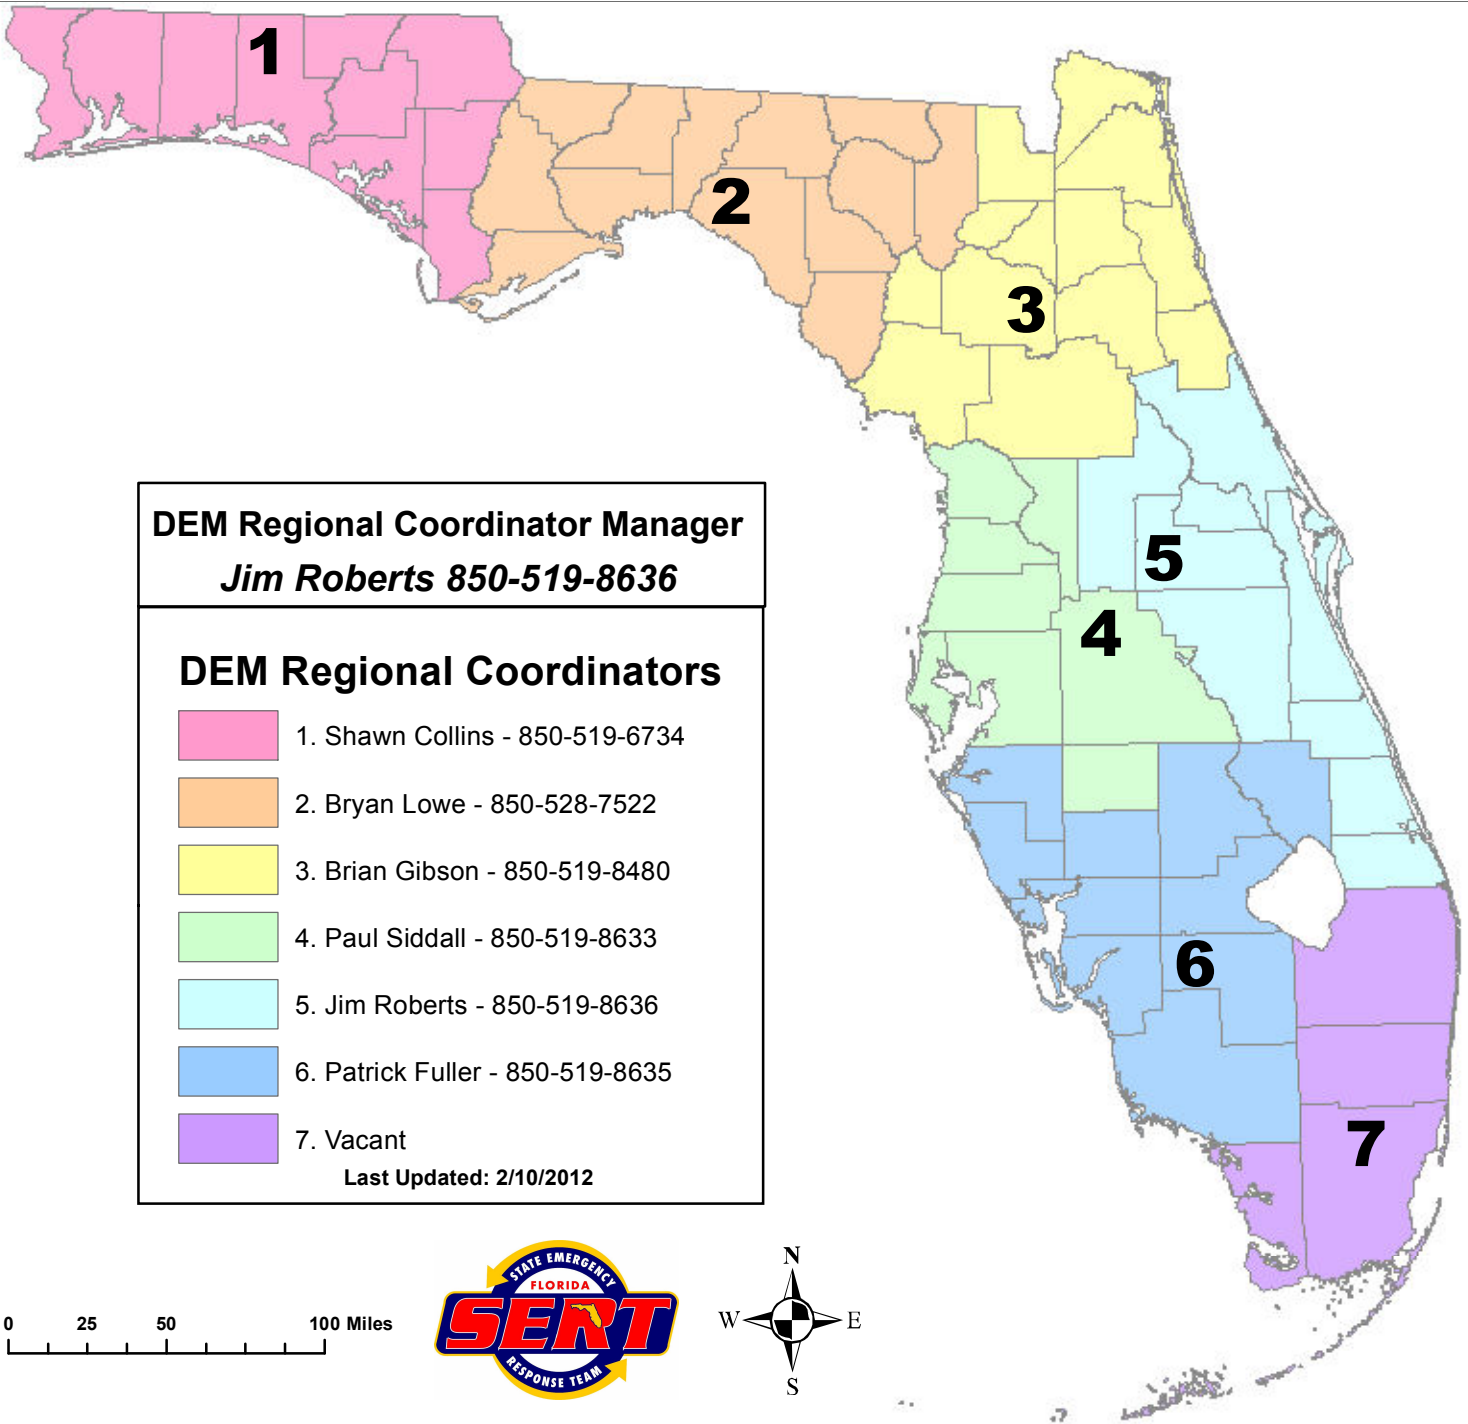 1
2
3
4
5
6
7
DEM Regional Coordinator Manager
Jim Roberts 850-519-8636
DEM Regional Coordinators
1. Shawn Collins - 850-519-6734
2. Bryan Lowe - 850-528-7522
3. Brian Gibson - 850-519-8480
4. Paul Siddall - 850-519-8633
5. Jim Roberts - 850-519-8636
6. Patrick Fuller - 850-519-8635
7. Vacant
Last Updated: 2/10/2012
0 25 50 100 Miles
STATE EMERGENCY
FLORIDA
SERT
RESPONSE TEAM
N
W E
S